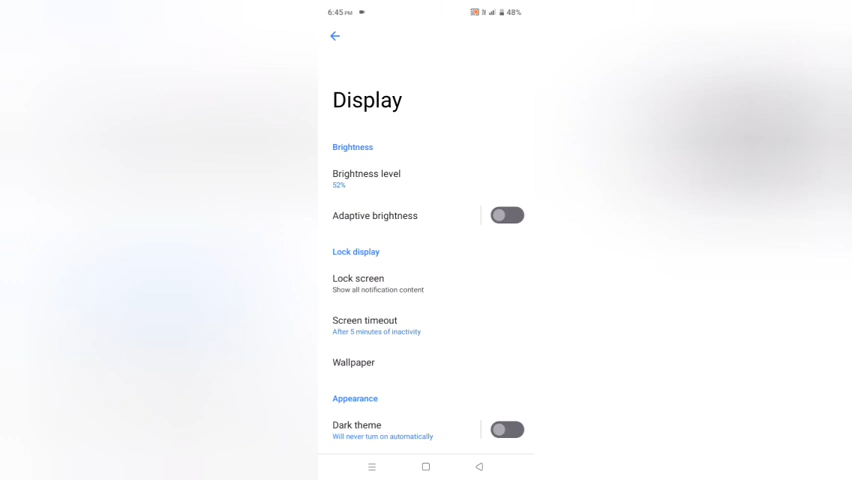 6:45 PM
48%
Display
Brightness
Brightness level
52%
Adaptive brightness
Lock display
Lock screen
Show all notification content
Screen timeout
After 5 minutes of inactivity
Wallpaper
Appearance
Dark theme
Will never turn on automatically